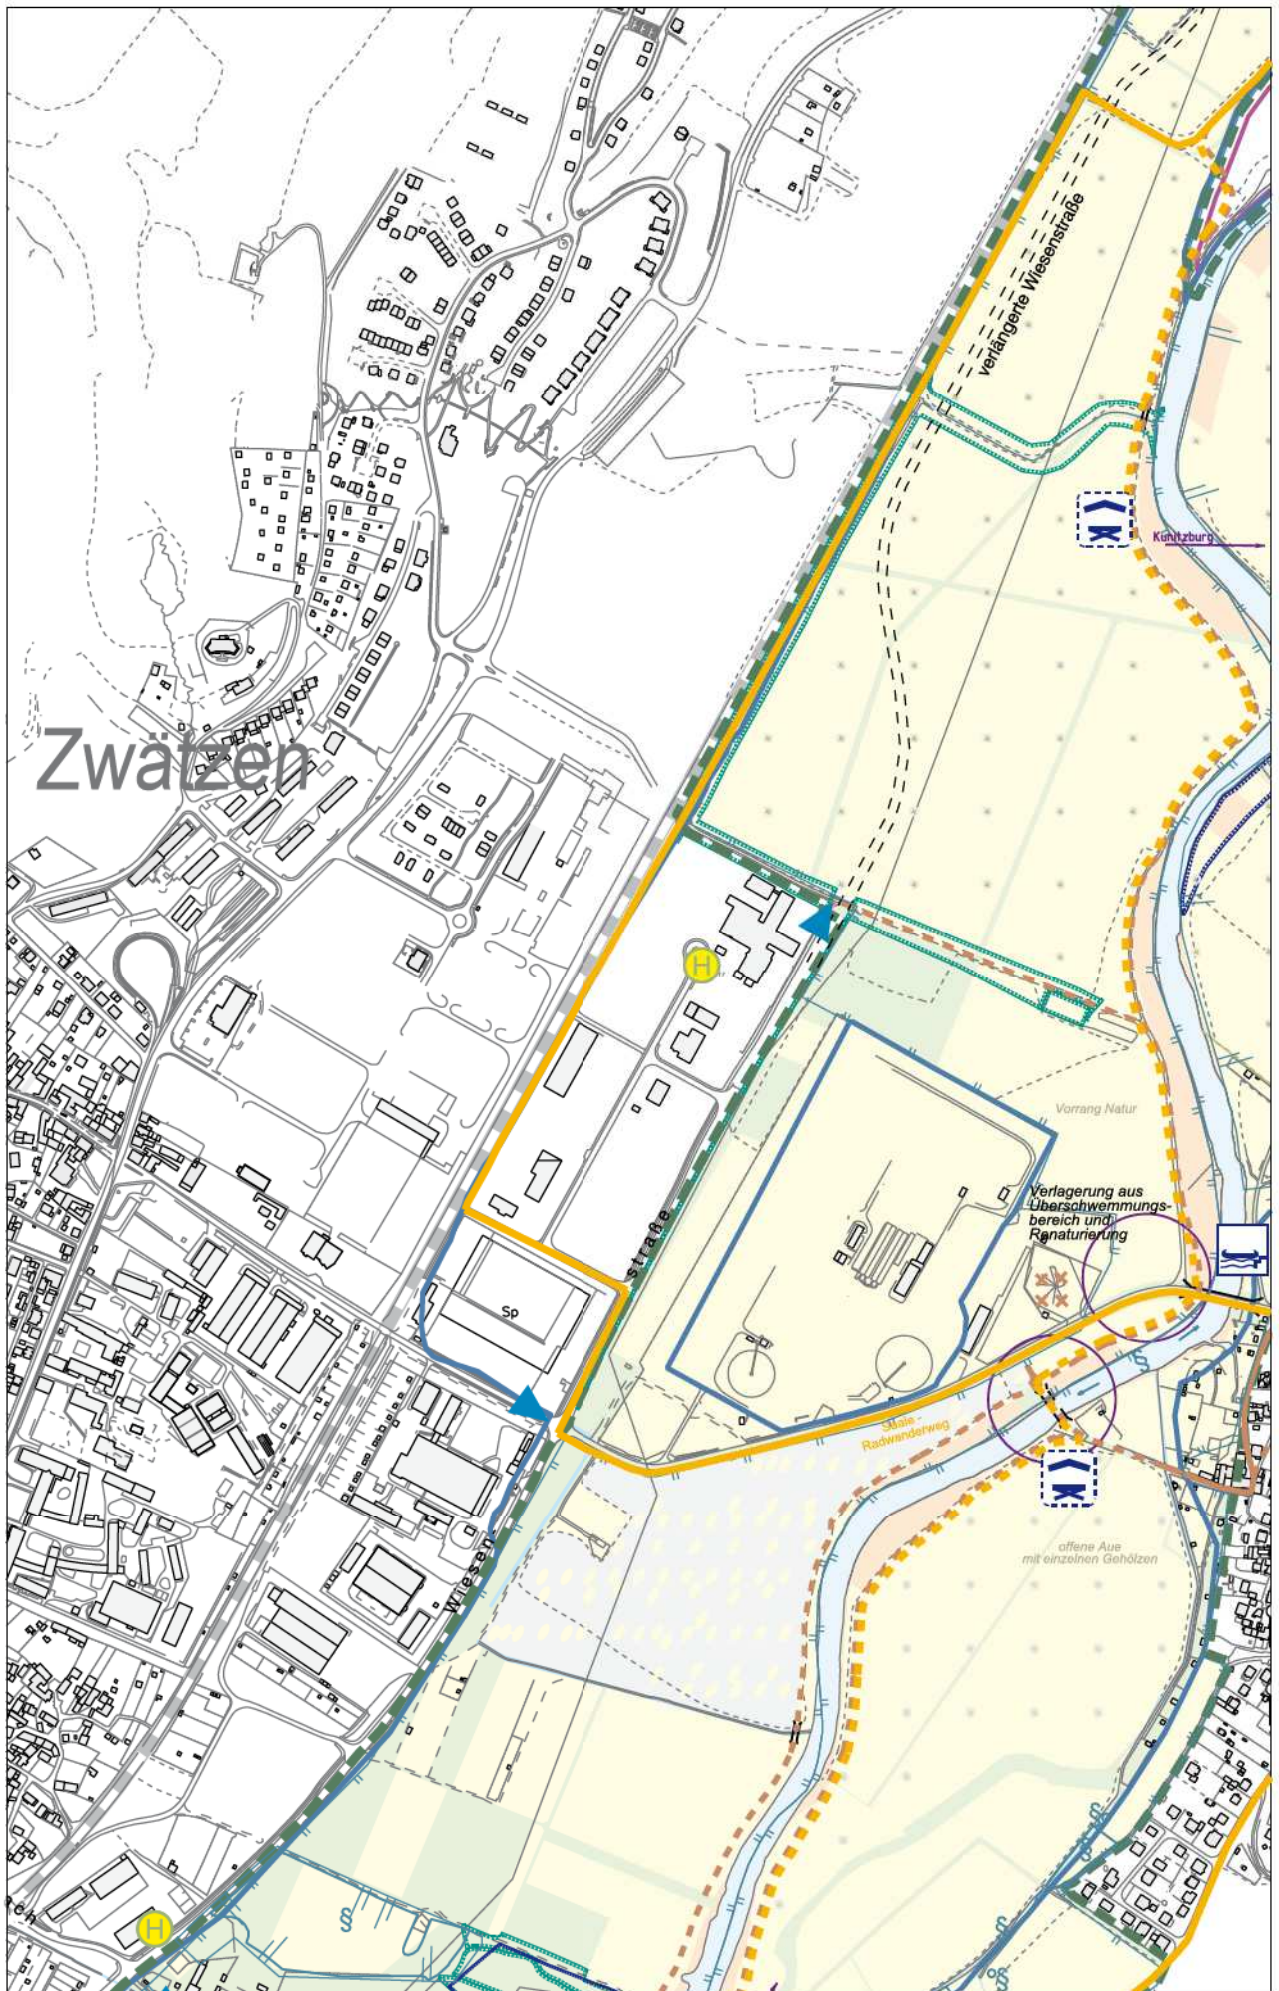 verlängerte Wiesenstraße
Kunitzburg
Zwätzen
H
Vorrang Natur
Verlagerung aus
Überschwemmungs-
bereich und
Renaturierung
straße
Sp
Saale -
Radwanderweg
offene Aue
mit einzelnen Gehölzen
Wiesen
§
§
§
§
§
§
H
ach